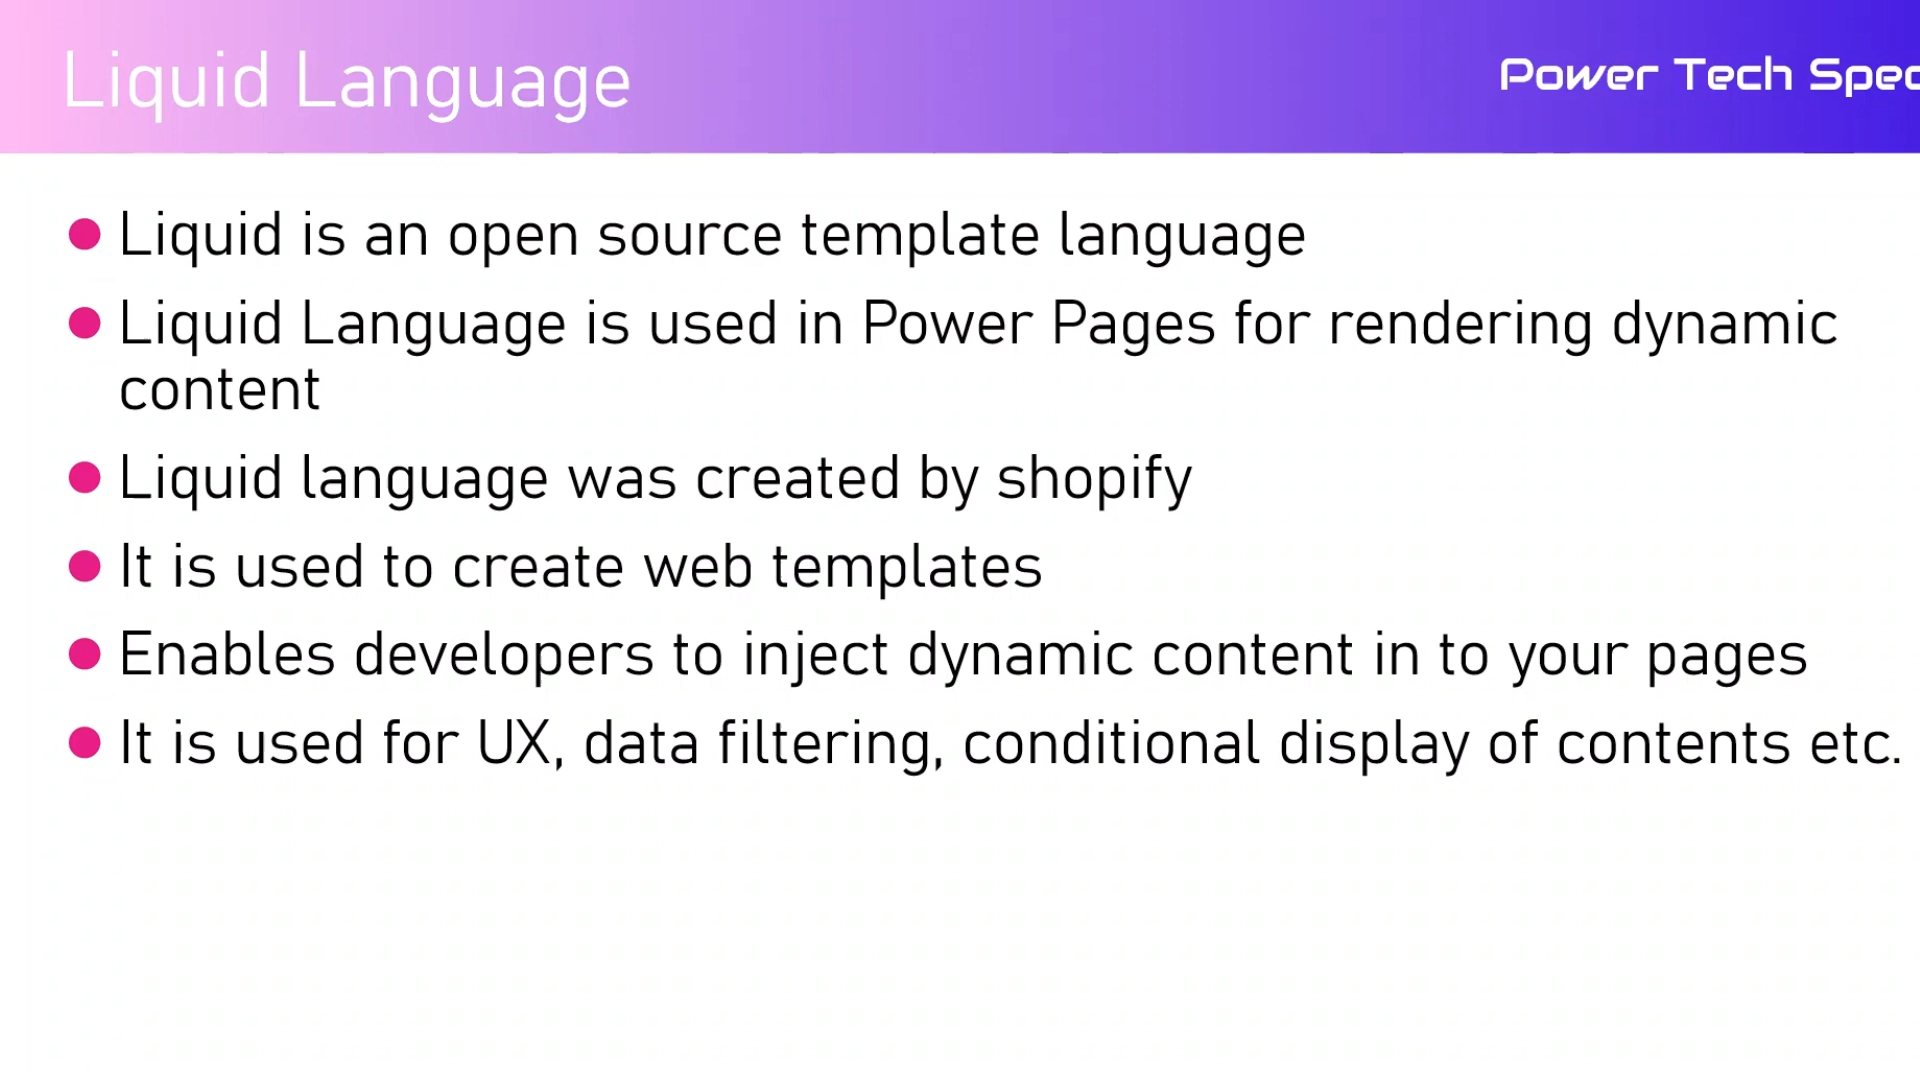 Liquid Language
Power Tech Spec
● Liquid is an open source template language
● Liquid Language is used in Power Pages for rendering dynamic
content
● Liquid language was created by shopify
● It is used to create web templates
● Enables developers to inject dynamic content in to your pages
● It is used for UX, data filtering, conditional display of contents etc.